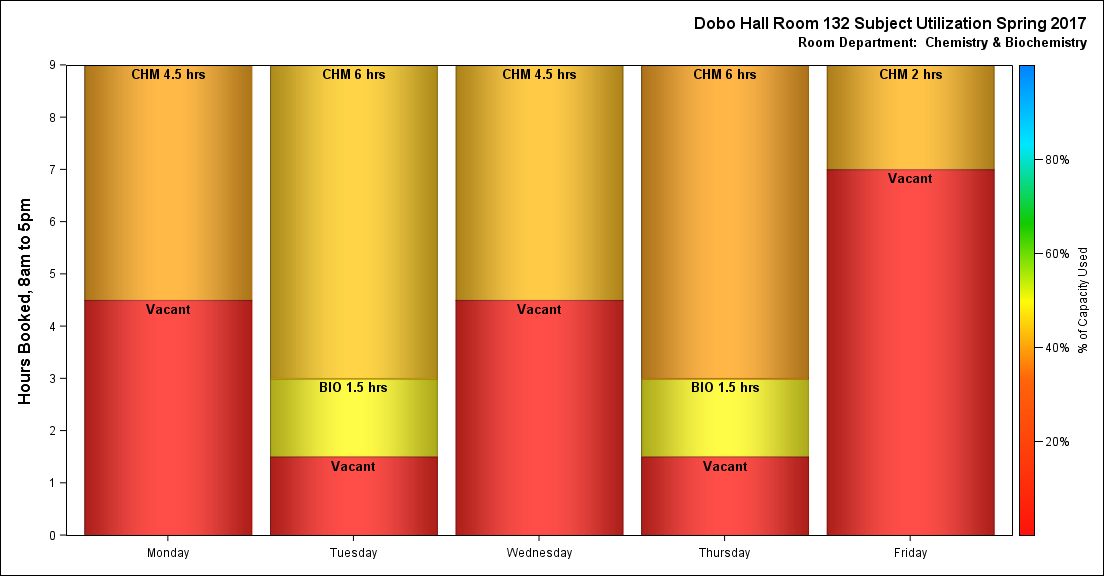 Dobo Hall Room 132 Subject Utilization Spring 2017
Room Department:  Chemistry & Biochemistry
Hours Booked, 8am to 5pm
9
8
7
6
5
4
3
2
1
0
CHM 4.5 hrs
Vacant
CHM 6 hrs
BIO 1.5 hrs
Vacant
CHM 4.5 hrs
Vacant
CHM 6 hrs
BIO 1.5 hrs
Vacant
CHM 2 hrs
Vacant
Monday
Tuesday
Wednesday
Thursday
Friday
80%
60%
40%
20%
% of Capacity Used